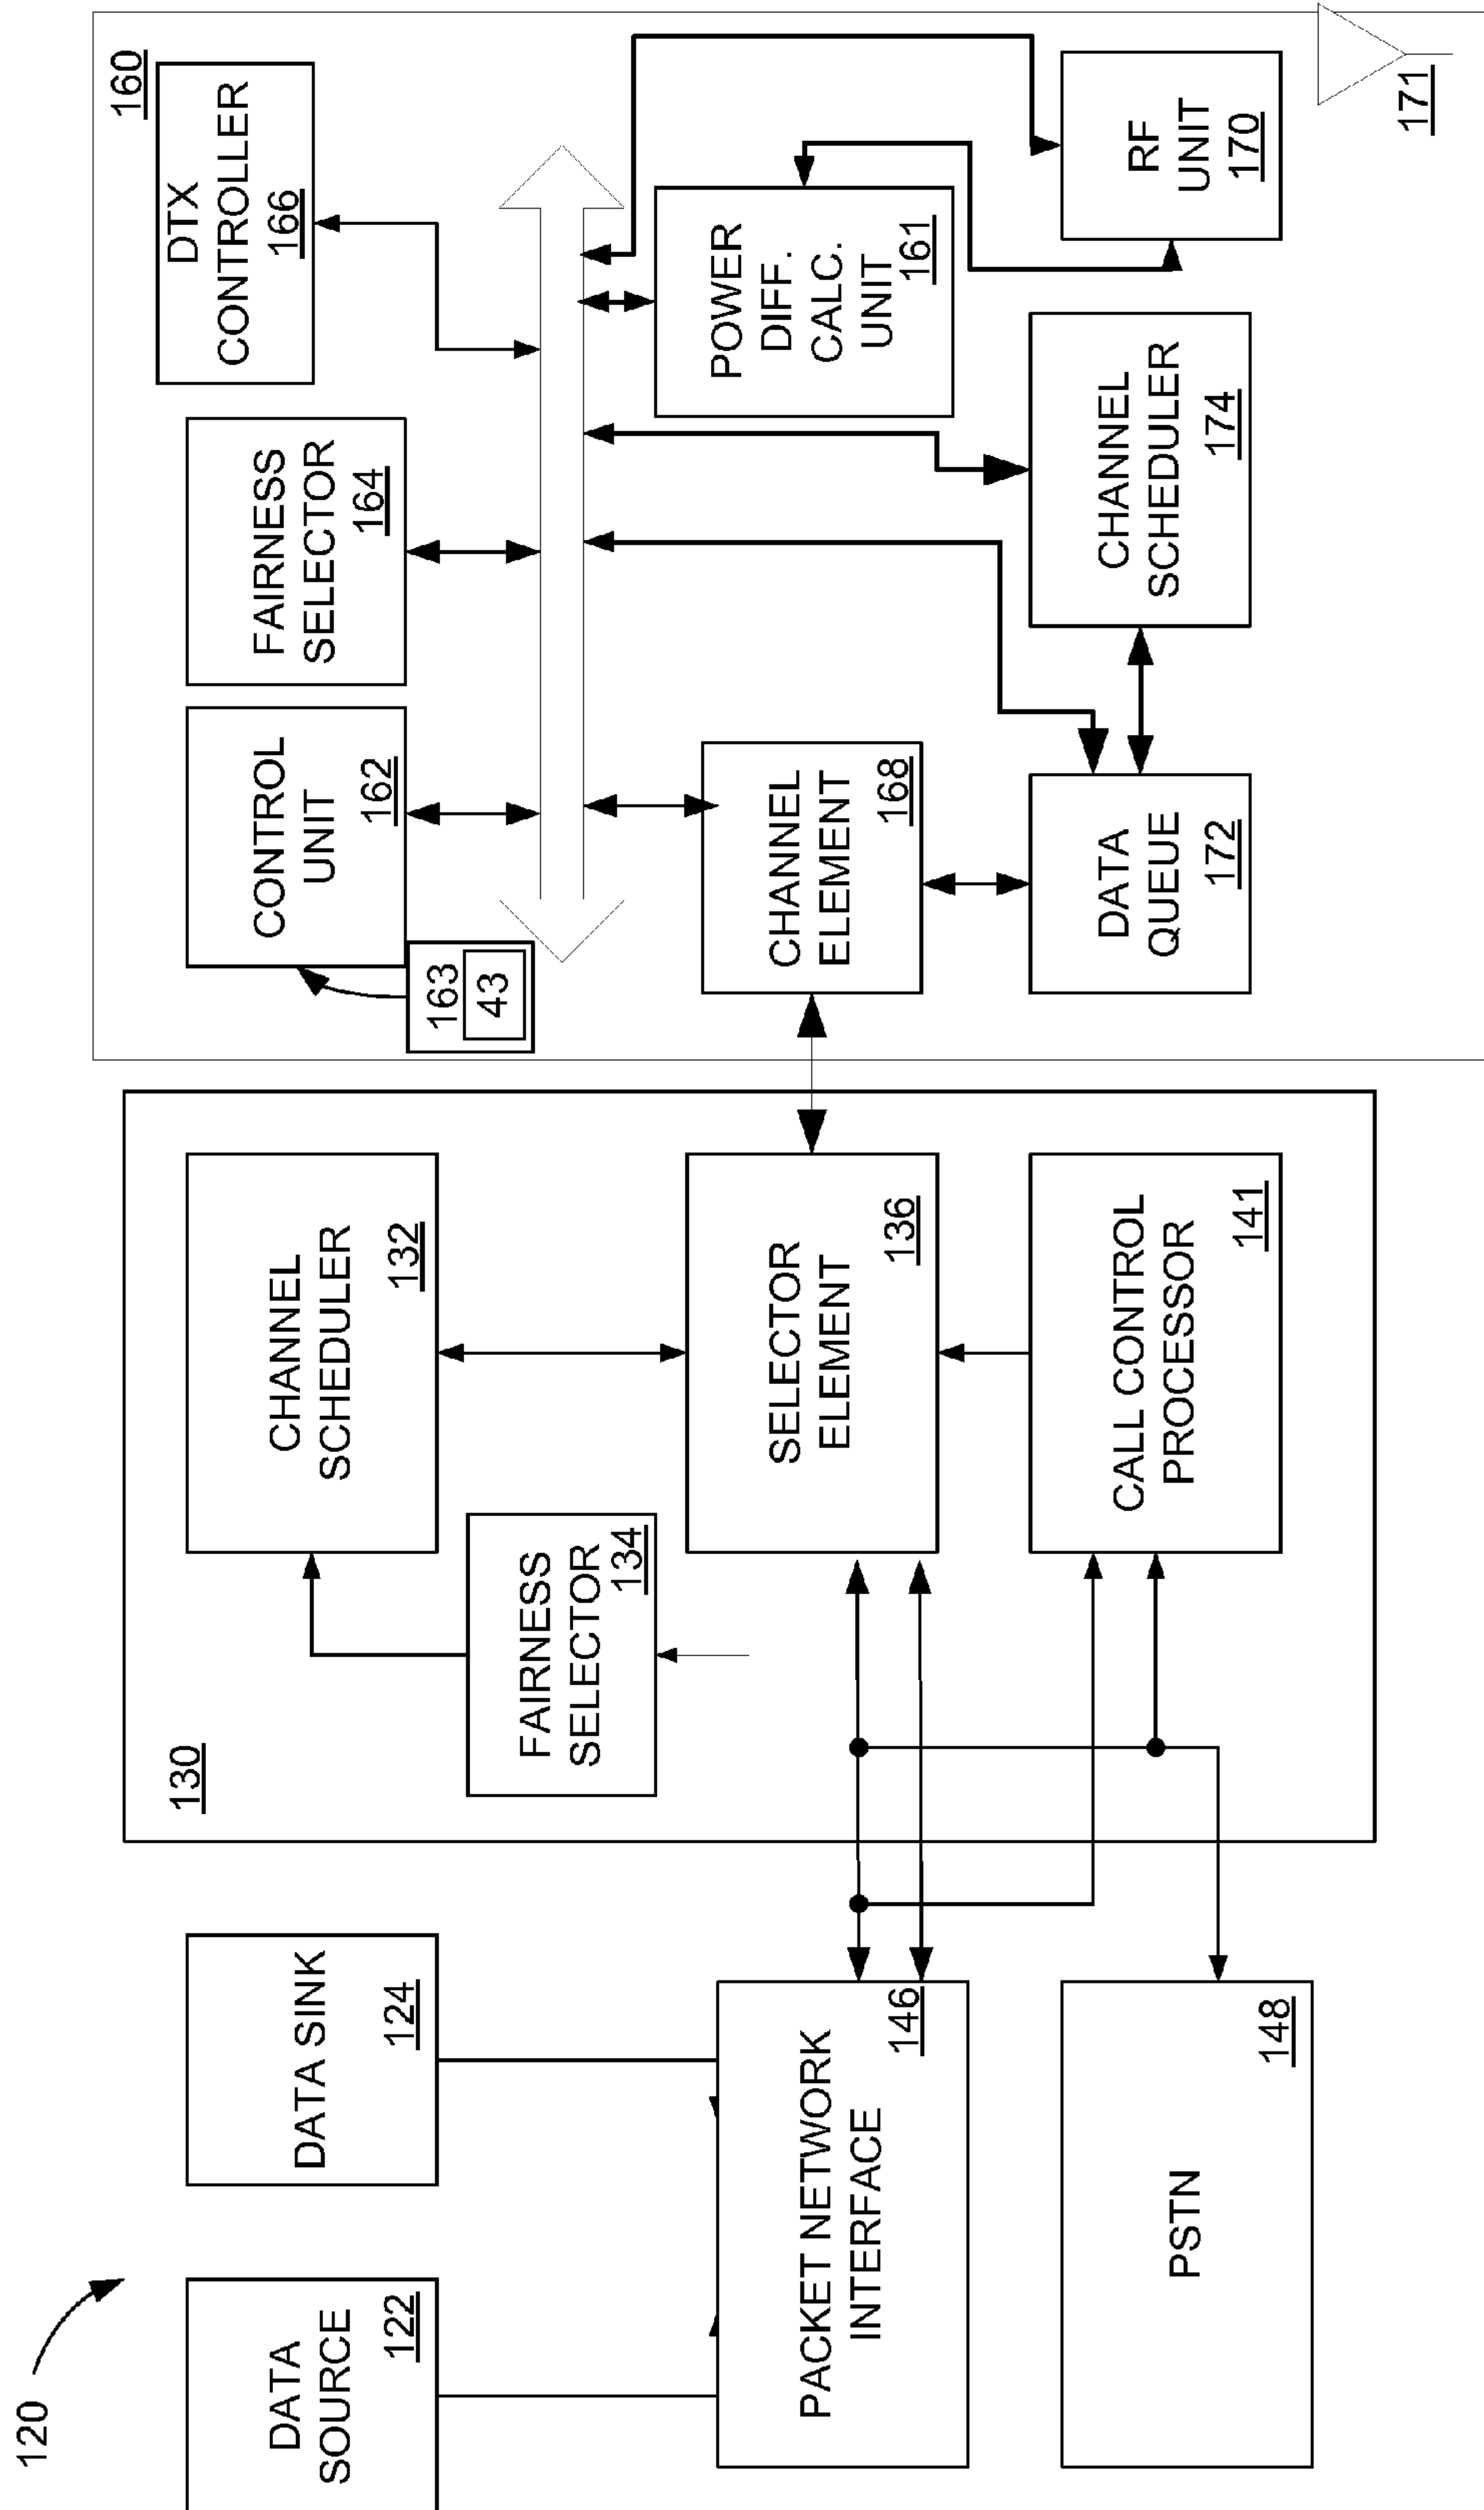 120
DATA
SOURCE
122
DATA SINK
124
PACKET NETWORK
INTERFACE
146
PSTN
148
130
CHANNEL
SCHEDULER
132
FAIRNESS
SELECTOR
134
SELECTOR
ELEMENT
136
CALL CONTROL
PROCESSOR
141
160
CONTROL
UNIT
162
163
43
FAIRNESS
SELECTOR
164
DTX
CONTROLLER
166
CHANNEL
ELEMENT
168
POWER
DIFF.
CALC.
UNIT
161
DATA
QUEUE
172
CHANNEL
SCHEDULER
174
RF
UNIT
170
171